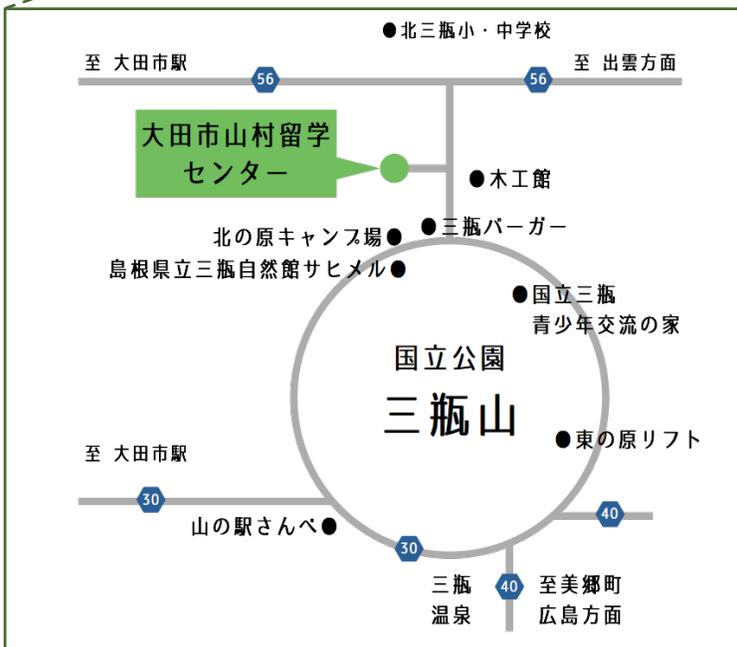 ●北三瓶小・中学校
至 大田市駅
至 出雲方面
56
56
大田市山村留学
センター
●木工館
●三瓶バーガー
北の原キャンプ場●
島根県立三瓶自然館サヒメル●
●国立三瓶
青少年交流の家
国立公園
三瓶山
●東の原リフト
至 大田市駅
30
40
山の駅さんべ●
30
三瓶
温泉
40
至美郷町
広島方面